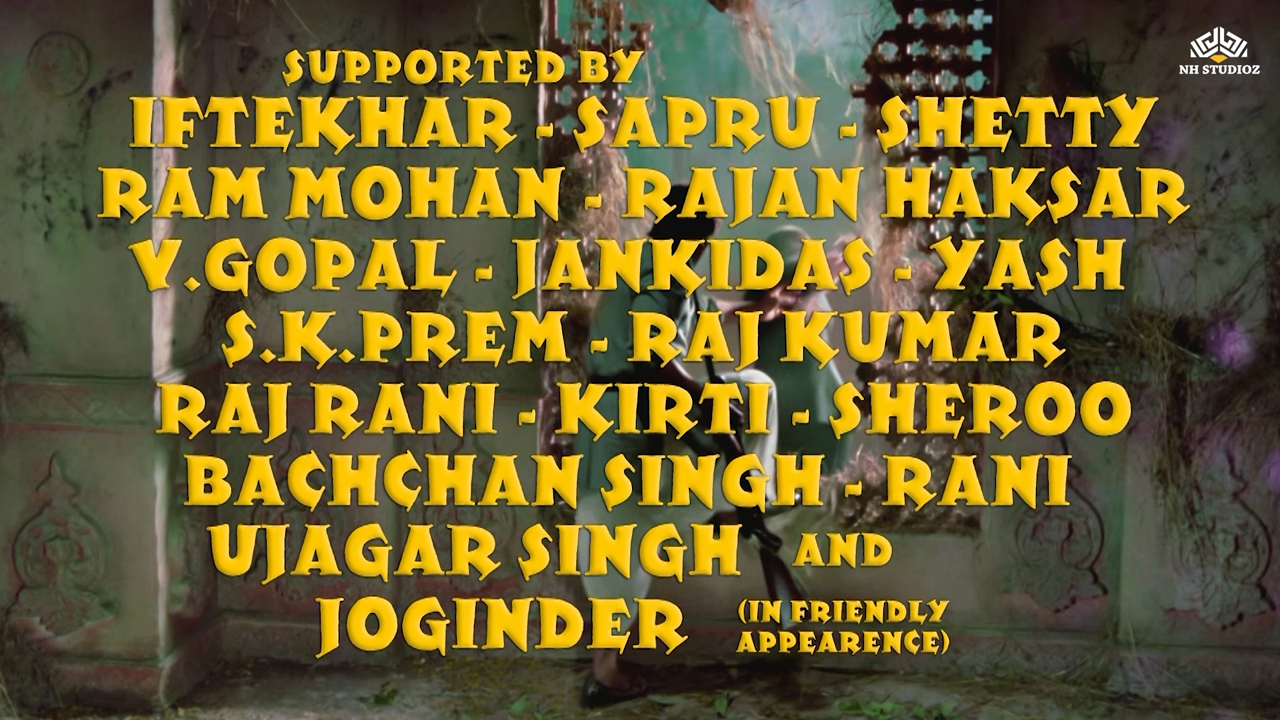 SUPPORTED BY
IFTEKHAR - SAPRU - SHETTY
RAM MOHAN - RAJAN HAKSAR
V.GOPAL - JANKIDAS - YASH
S.K.PREM - RAJ KUMAR
RAJ RANI - KIRTI - SHEROO
BACHCHAN SINGH - RANI
UJAGAR SINGH AND
JOGINDER (IN FRIENDLY
APPEARENCE)
NH STUDIOZ